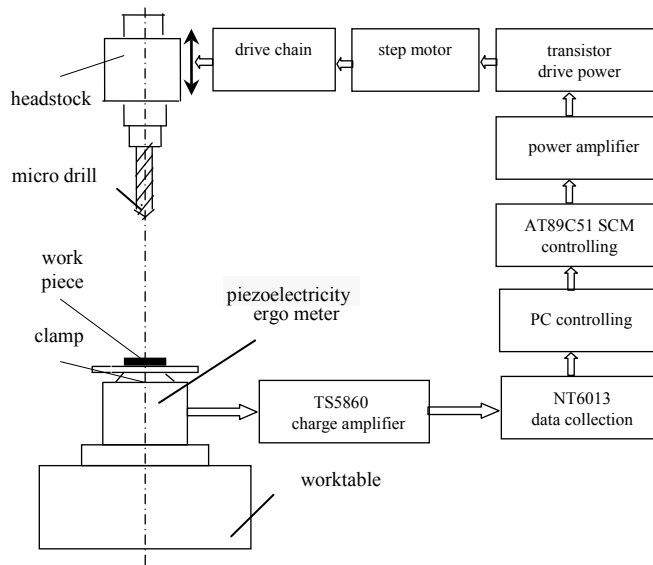 headstock
drive chain
step motor
transistor
drive power
power amplifier
micro drill
AT89C51 SCM
controlling
work
piece
piezoelectricity
ergo meter
PC controlling
clamp
TS5860
charge amplifier
NT6013
data collection
worktable